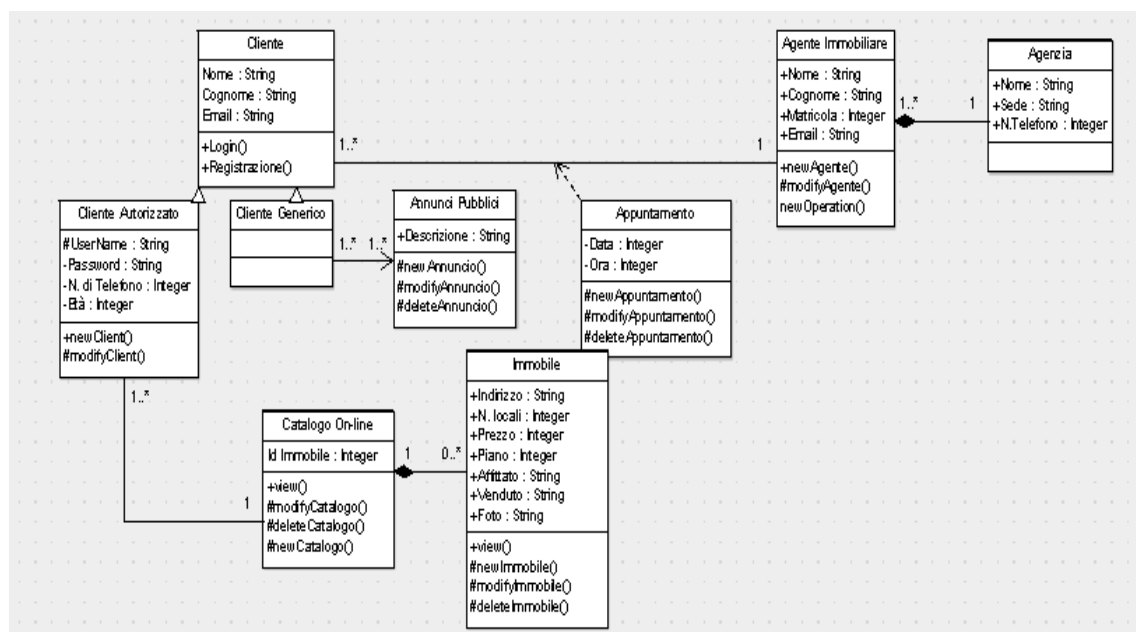 Cliente
Nome : String
Cognome : String
Email : String
+Login()
+Registrazione()
1..*
1
Agente Immobiliare
+Nome : String
+Cognome : String
+Matricola : Integer
+Email : String
+newAgente()
#modifyAgente()
newOperation()
1..*
1
Agenzia
+Nome : String
+Sede : String
+N.Telefono : Integer
Cliente Autorizzato
#UserName : String
-Password : String
-N. di Telefono : Integer
-Età : Integer
+newClient()
#modifyClient()
Cliente Generico
1..*
1..*
Annunci Pubblici
+Descrizione : String
#newAnnuncio()
#modifyAnnuncio()
#deleteAnnuncio()
Appuntamento
-Data : Integer
-Ora : Integer
#newAppuntamento()
#modifyAppuntamento()
#deleteAppuntamento()
1..*
1
Catalogo On-line
Id Immobile : Integer
+view()
#modifyCatalogo()
#deleteCatalogo()
#newCatalogo()
1
0..*
Immobile
+Indirizzo : String
+N. locali : Integer
+Prezzo : Integer
+Piano : Integer
+Affittato : String
+Venduto : String
+Foto : String
+view()
#newImmobile()
#modifyImmobile()
#deleteImmobile()